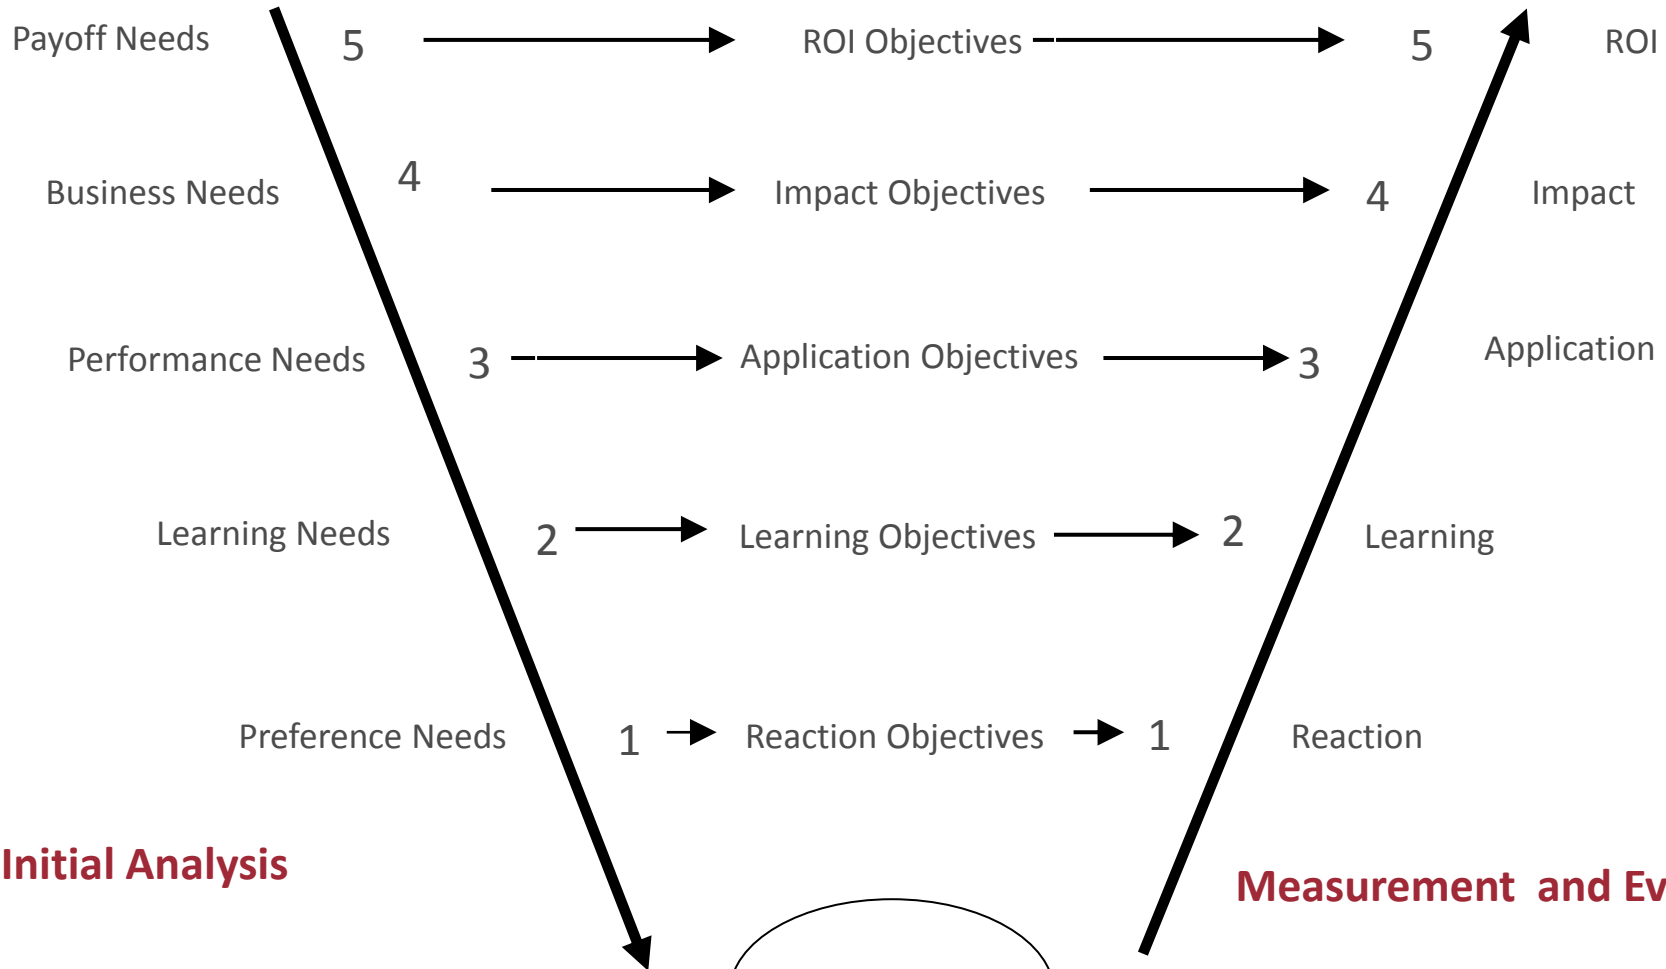 Payoff Needs 5 ROI Objectives 5 ROI
Business Needs 4 Impact Objectives 4 Impact
Performance Needs 3 Application Objectives 3 Application
Learning Needs 2 Learning Objectives 2 Learning
Preference Needs 1 Reaction Objectives 1 Reaction
Initial Analysis
Measurement and Ev